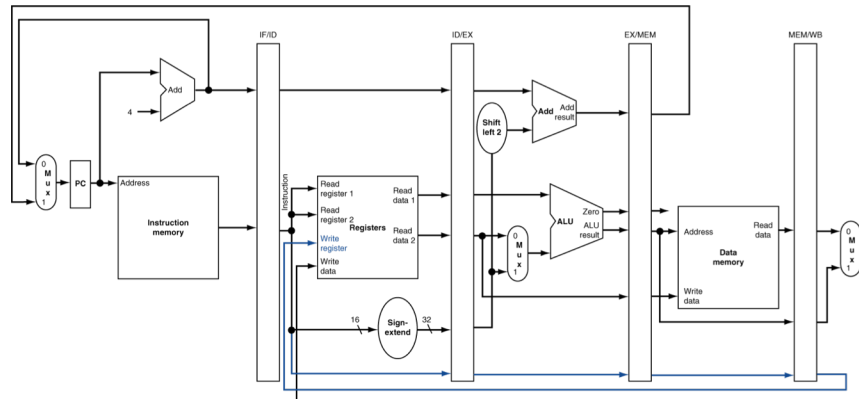 IF/ID
ID/EX
EX/MEM
MEM/WB
Add
4
Shift
left 2
Add
Add
result
0
M
u
x
1
PC
Address
Instruction
memory
Instruction
Read
register 1
Read
register 2
Write
register
Write
data
Registers
Read
data 1
Read
data 2
0
M
u
x
1
ALU
Zero
ALU
result
Address
Write
data
Data
memory
Read
data
0
M
u
x
1
16
Sign-
extend
32